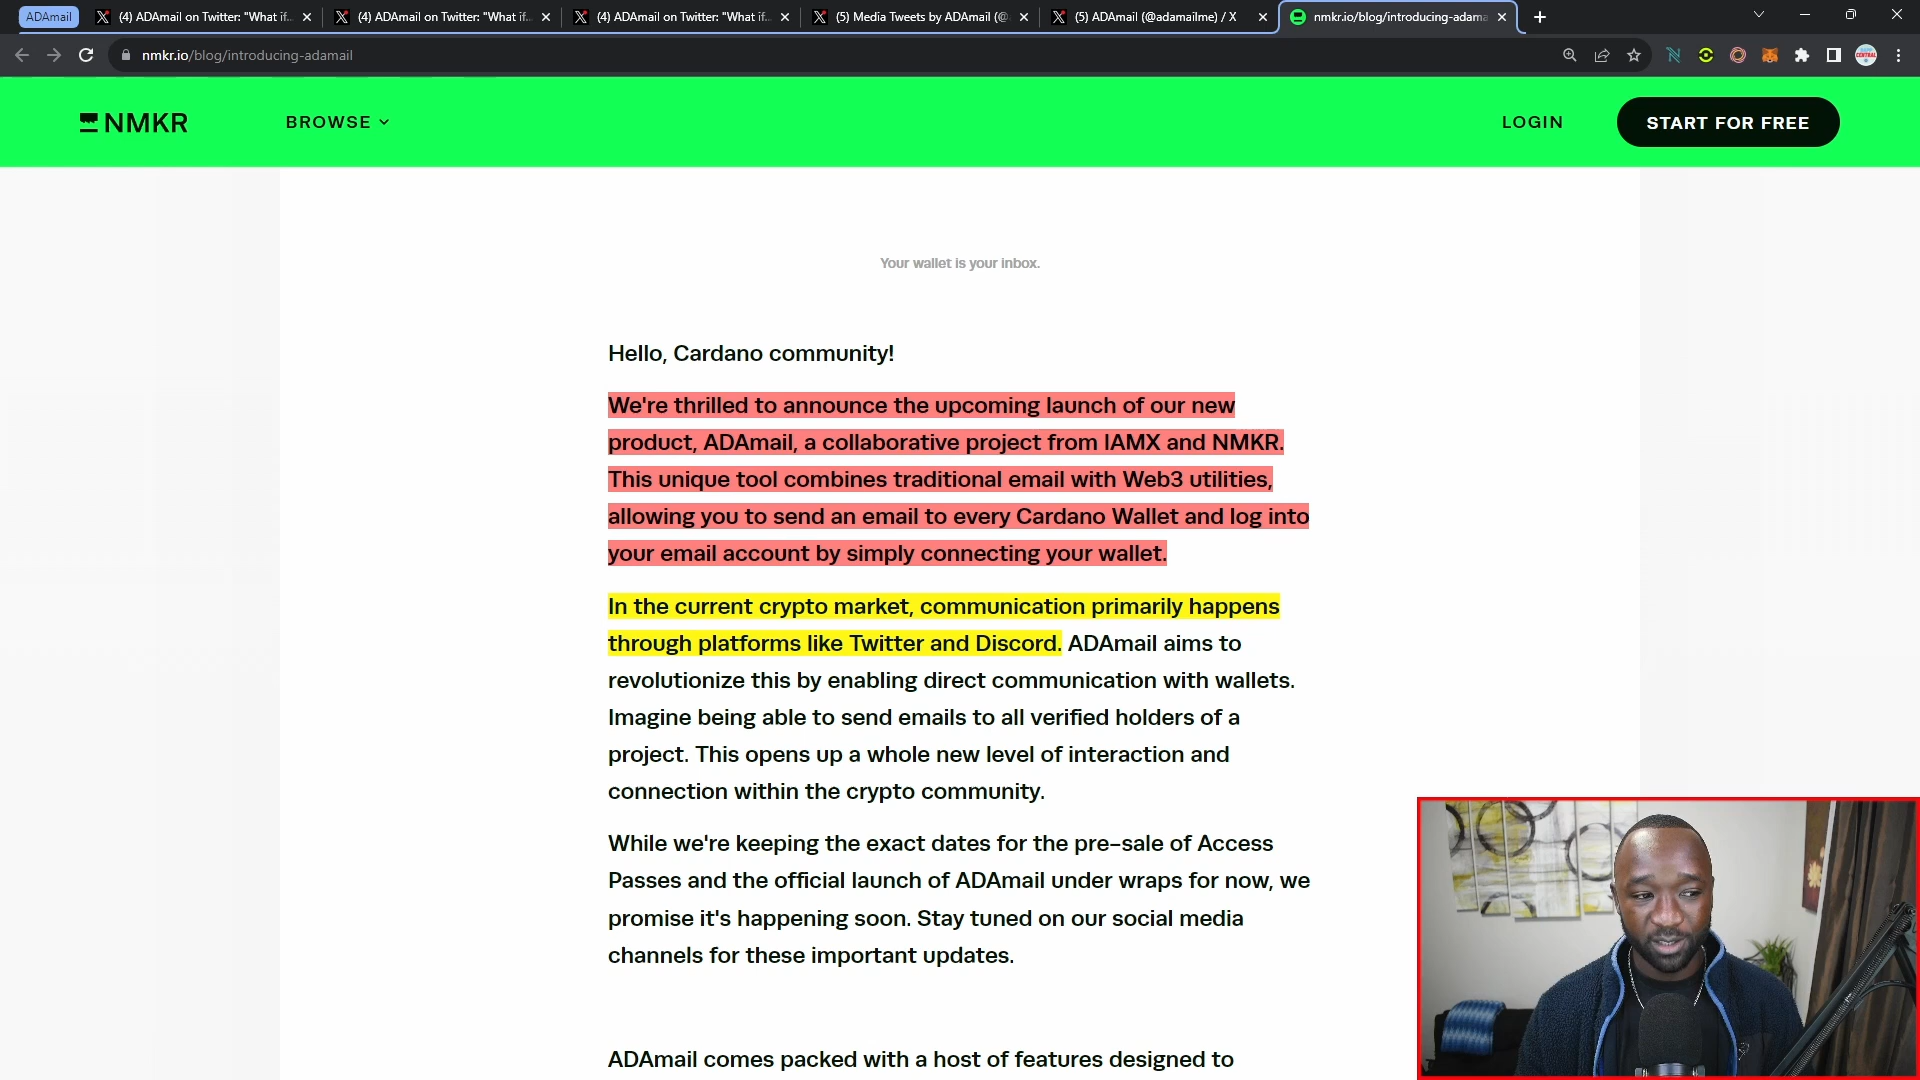 ADAmail
(4) ADAmail on Twitter: "What if..
(4) ADAmail on Twitter: "What if..
(4) ADAmail on Twitter: "What if..
(5) Media Tweets by ADAmail (@
(5) ADAmail (@adamailme) / X
nmkr.io/blog/introducing-adama
nmkr.io/blog/introducing-adamail
NMKR
BROWSE
LOGIN
START FOR FREE
Your wallet is your inbox.
Hello, Cardano community!
We're thrilled to announce the upcoming launch of our new
product, ADAmail, a collaborative project from IAMX and NMKR.
This unique tool combines traditional email with Web3 utilities,
allowing you to send an email to every Cardano Wallet and log into
your email account by simply connecting your wallet.
In the current crypto market, communication primarily happens
through platforms like Twitter and Discord. ADAmail aims to
revolutionize this by enabling direct communication with wallets.
Imagine being able to send emails to all verified holders of a
project. This opens up a whole new level of interaction and
connection within the crypto community.
While we're keeping the exact dates for the pre-sale of Access
Passes and the official launch of ADAmail under wraps for now, we
promise it's happening soon. Stay tuned on our social media
channels for these important updates.
ADAmail comes packed with a host of features designed to